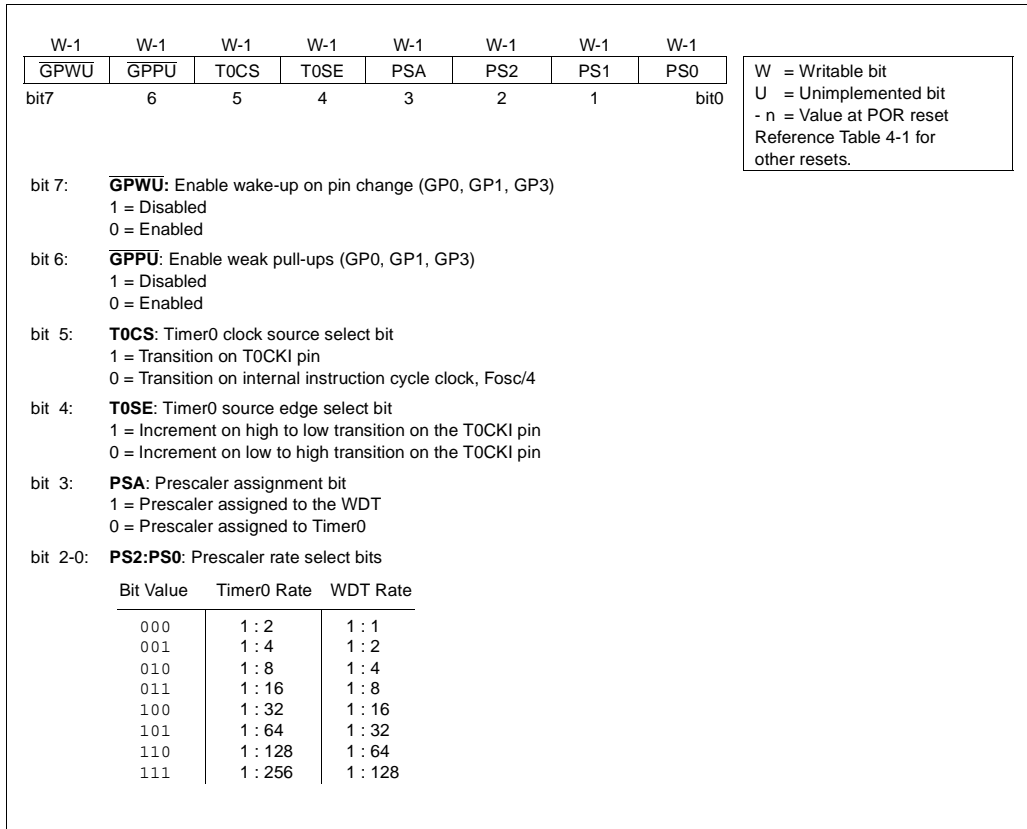 W-1 W-1 W-1 W-1 W-1 W-1 W-1 W-1
GPWU GPPU T0CS T0SE PSA PS2 PS1 PS0
bit7 6 5 4 3 2 1 bit0
W = Writable bit
U = Unimplemented bit
- n = Value at POR reset
Reference Table 4-1 for
other resets.
bit 7: GPWU: Enable wake-up on pin change (GP0, GP1, GP3)
1 = Disabled
0 = Enabled
bit 6: GPPU: Enable weak pull-ups (GP0, GP1, GP3)
1 = Disabled
0 = Enabled
bit 5: T0CS: Timer0 clock source select bit
1 = Transition on T0CKI pin
0 = Transition on internal instruction cycle clock, Fosc/4
bit 4: T0SE: Timer0 source edge select bit
1 = Increment on high to low transition on the T0CKI pin
0 = Increment on low to high transition on the T0CKI pin
bit 3: PSA: Prescaler assignment bit
1 = Prescaler assigned to the WDT
0 = Prescaler assigned to Timer0
bit 2-0: PS2:PS0: Prescaler rate select bits
Bit Value Timer0 Rate WDT Rate
000 1 : 2 1 : 1
001 1 : 4 1 : 2
010 1 : 8 1 : 4
011 1 : 16 1 : 8
100 1 : 32 1 : 16
101 1 : 64 1 : 32
110 1 : 128 1 : 64
111 1 : 256 1 : 128